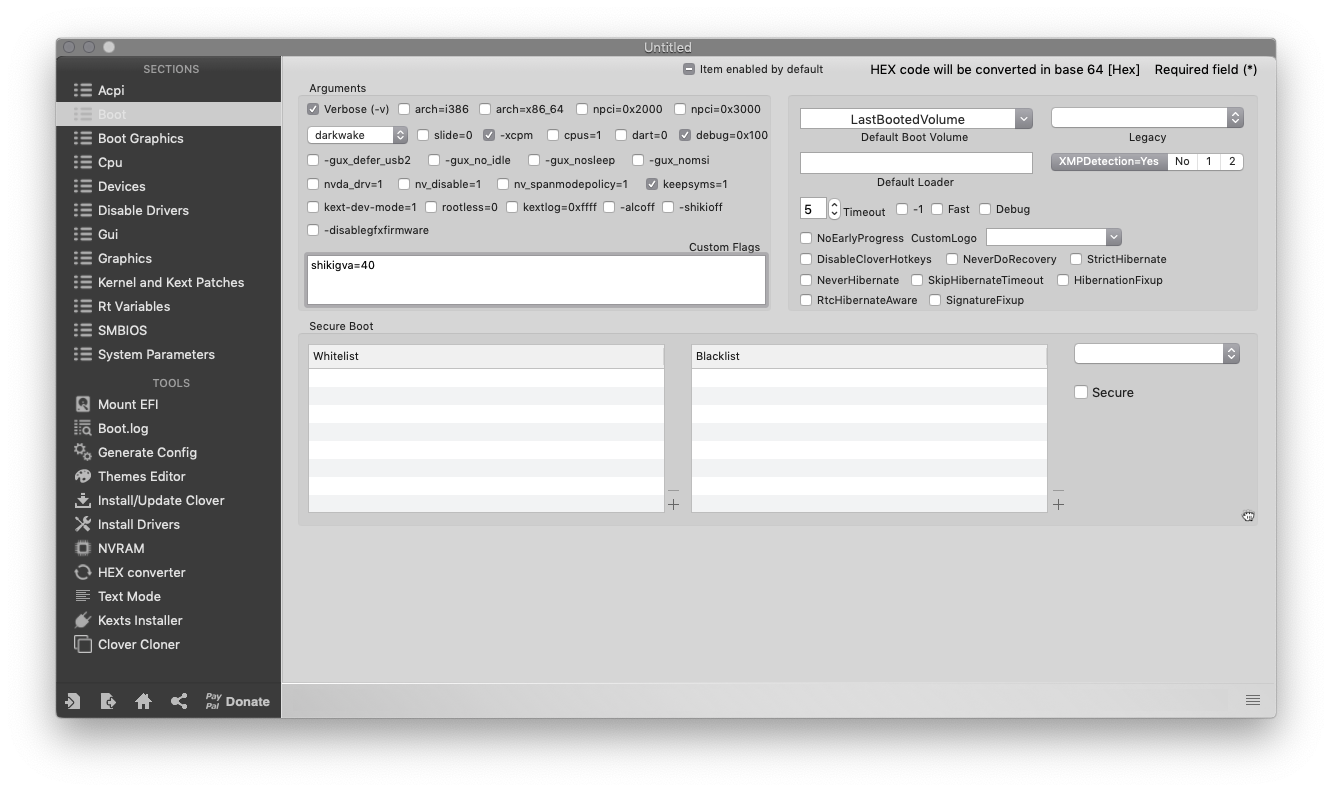 Untitled
SECTIONS
Acpi
Boot
Boot Graphics
Cpu
Devices
Disable Drivers
Gui
Graphics
Kernel and Kext Patches
Rt Variables
SMBIOS
System Parameters
TOOLS
Mount EFI
Boot.log
Generate Config
Themes Editor
Install/Update Clover
Install Drivers
NVRAM
HEX converter
Text Mode
Kexts Installer
Clover Cloner
Pay
Pal Donate
Item enabled by default HEX code will be converted in base 64 [Hex] Required field (*)
Arguments
Verbose (-v) arch=i386 arch=x86_64 npci=0x2000 npci=0x3000
darkwake slide=0 -xcpm cpus=1 dart=0 debug=0x100
-gux_defer_usb2 -gux_no_idle -gux_nosleep -gux_nomsi
nvda_drv=1 nv_disable=1 nv_spanmodepolicy=1 keepsyms=1
kext-dev-mode=1 rootless=0 kextlog=0xffff -alcoff -shikioff
-disablegfxfirmware
Custom Flags
shikigva=40
LastBootedVolume
Default Boot Volume Legacy
XMPDetection=Yes No 1 2
Default Loader
5 Timeout -1 Fast Debug
NoEarlyProgress CustomLogo
DisableCloverHotkeys NeverDoRecovery StrictHibernate
NeverHibernate SkipHibernateTimeout HibernationFixup
RtcHibernateAware SignatureFixup
Secure Boot
Whitelist Blacklist
Secure